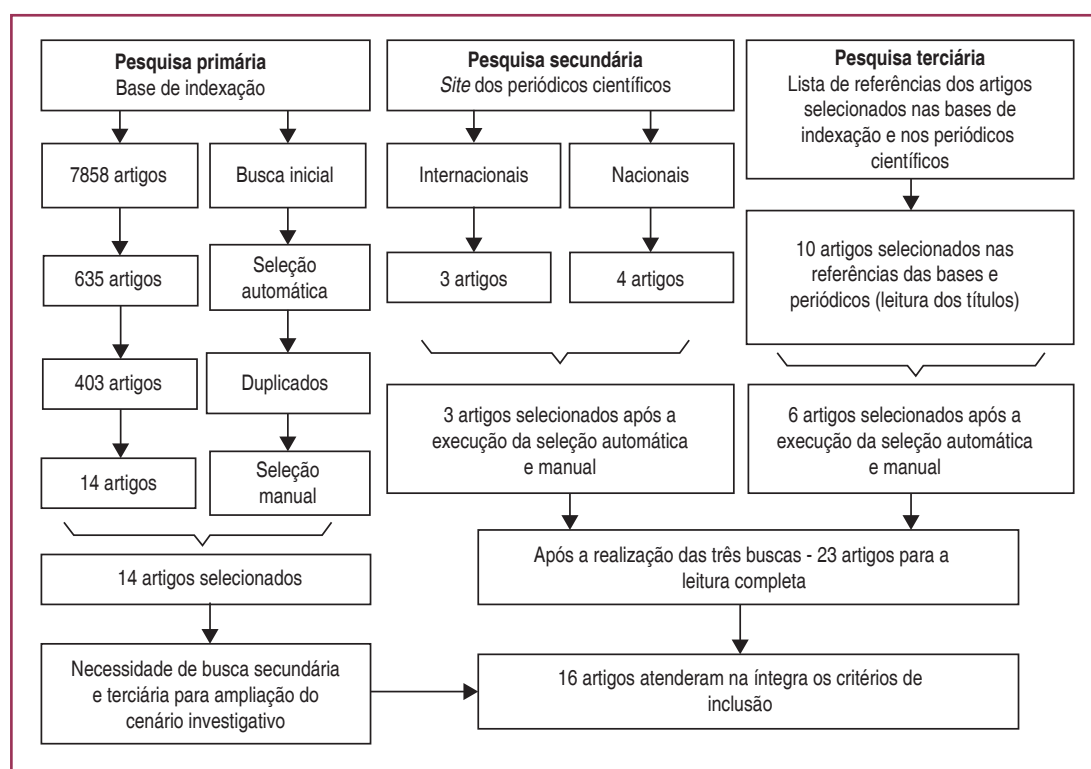 Pesquisa primária
Base de indexação
7858 artigos
Busca inicial
635 artigos
Seleção
automática
403 artigos
Duplicados
14 artigos
Seleção
manual
14 artigos selecionados
Necessidade de busca secundária
e terciária para ampliação do
cenário investigativo
Pesquisa secundária
Site dos periódicos científicos
Internacionais
Nacionais
3 artigos
4 artigos
3 artigos selecionados após a
execução da seleção automática
e manual
Pesquisa terciária
Lista de referências dos artigos
selecionados nas bases de
indexação e nos periódicos
científicos
10 artigos selecionados nas
referências das bases e
periódicos (leitura dos títulos)
6 artigos selecionados após a
execução da seleção automática
e manual
Após a realização das três buscas - 23 artigos para a
leitura completa
16 artigos atenderam na íntegra os critérios de
inclusão